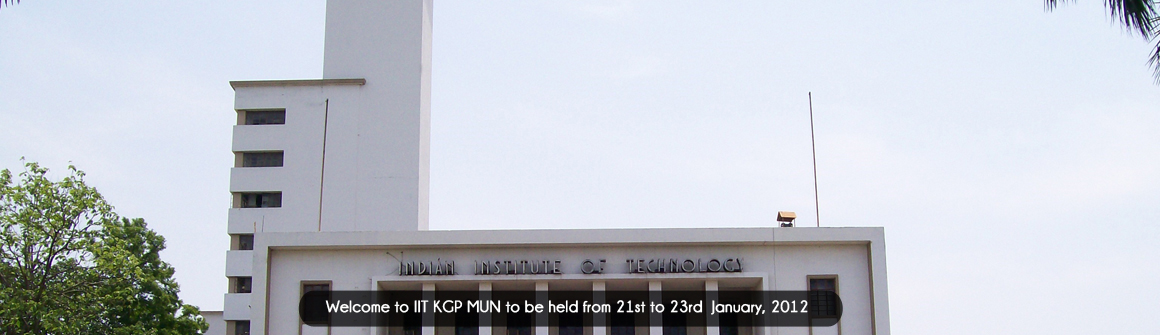 INDIAN INSTITUTE OF TECHNOLOGY
Welcome to IIT KGP MUN to be held from 21st to 23rd January, 2012